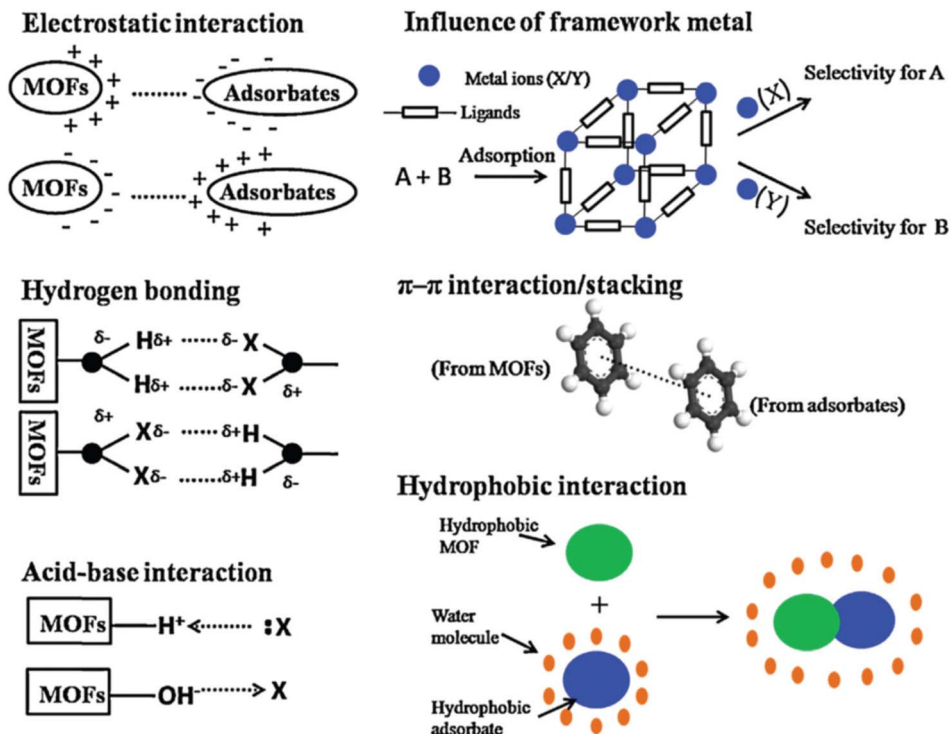 Electrostatic interaction
MOFs + + + + + + + ········· - - - - - - - - - Adsorbates
MOFs - - - - - - - ········· + + + + + + + + + + Adsorbates
Influence of framework metal
Metal ions (X/Y)
Ligands
A + B
Adsorption
(X)
Selectivity for A
(Y)
Selectivity for B
Hydrogen bonding
MOFs
δ- Hδ+ ······ δ- X
Hδ+ ······· δ- X δ+
MOFs
δ+ Xδ- ······ δ+H
Xδ- ······· δ+H δ-
π–π interaction/stacking
(From MOFs)
(From adsorbates)
Acid-base interaction
MOFs H⁺ :X
MOFs OH⁻ X
Hydrophobic interaction
Hydrophobic
MOF
+
Water
molecule
Hydrophobic
adsorbate